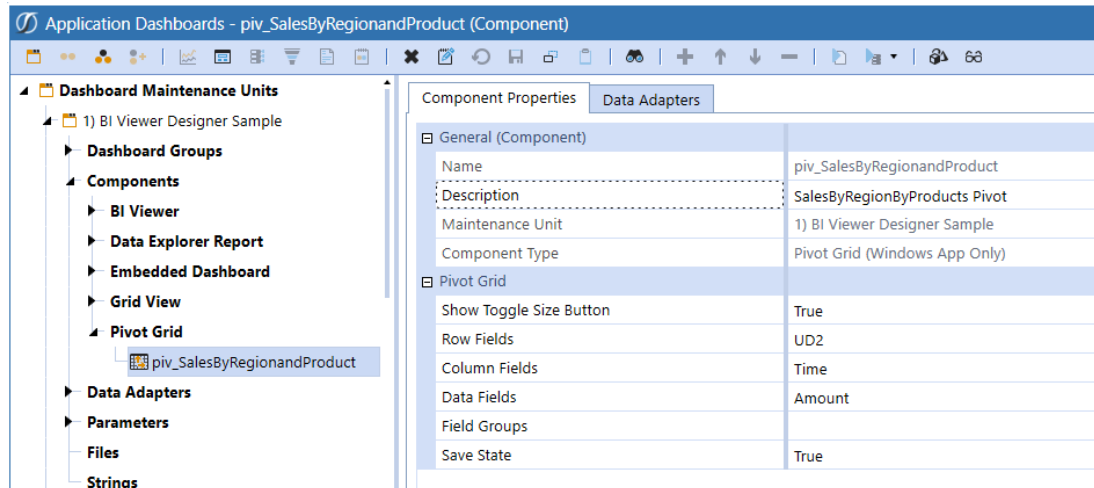 Application Dashboards - piv_SalesByRegionandProduct (Component)
Dashboard Maintenance Units
1) BI Viewer Designer Sample
Dashboard Groups
Components
BI Viewer
Data Explorer Report
Embedded Dashboard
Grid View
Pivot Grid
piv_SalesByRegionandProduct
Data Adapters
Parameters
Files
Strings
Component Properties Data Adapters
General (Component)
Name piv_SalesByRegionandProduct
Description SalesByRegionByProducts Pivot
Maintenance Unit 1) BI Viewer Designer Sample
Component Type Pivot Grid (Windows App Only)
Pivot Grid
Show Toggle Size Button True
Row Fields UD2
Column Fields Time
Data Fields Amount
Field Groups
Save State True